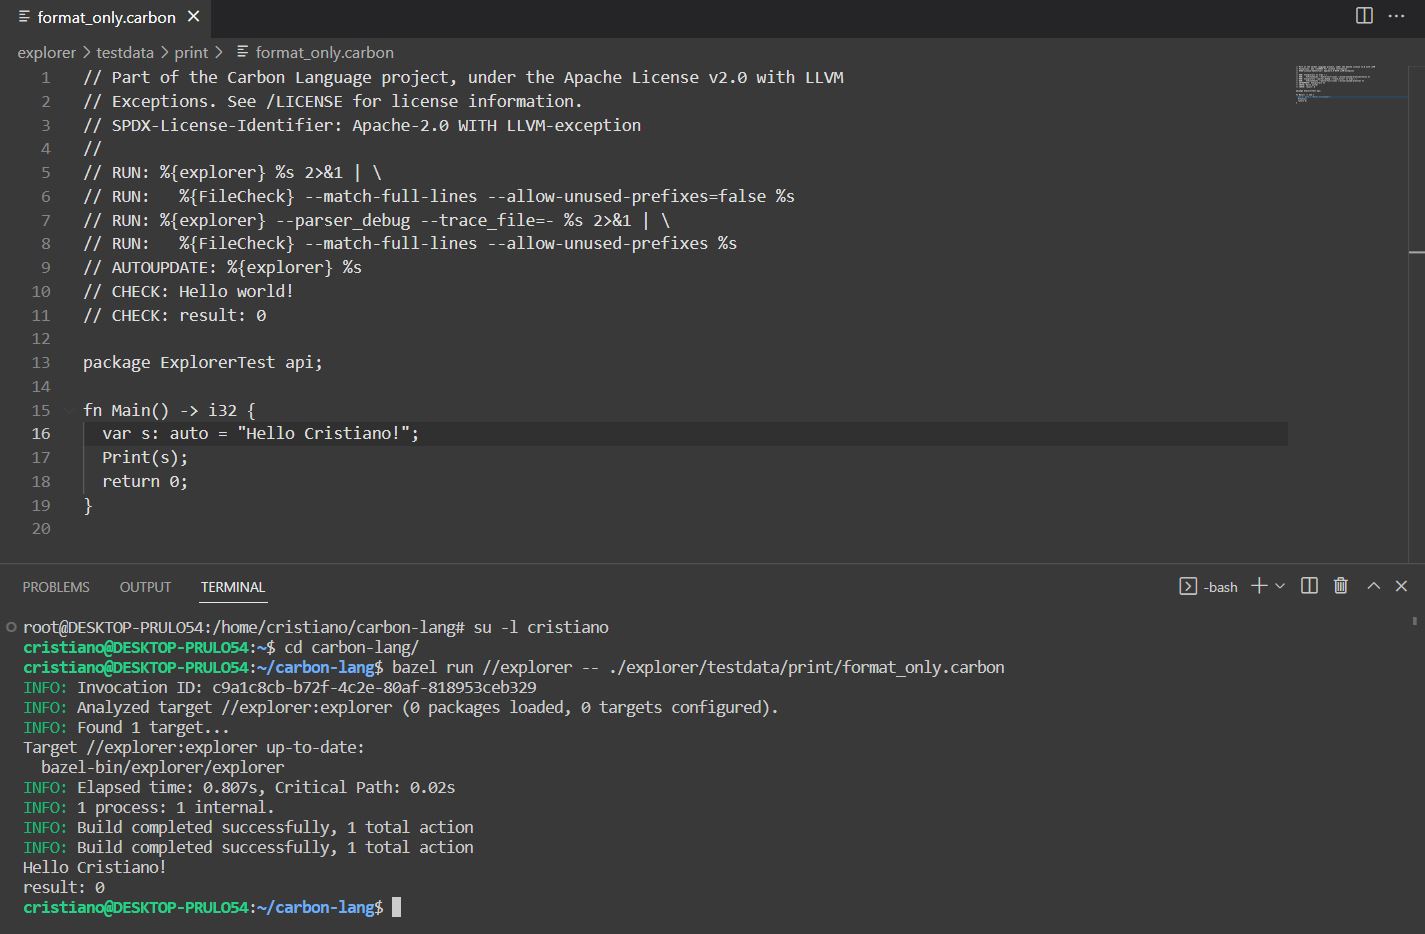 format_only.carbon
explorer > testdata > print > format_only.carbon
1 // Part of the Carbon Language project, under the Apache License v2.0 with LLVM
2 // Exceptions. See /LICENSE for license information.
3 // SPDX-License-Identifier: Apache-2.0 WITH LLVM-exception
4 //
5 // RUN: %{explorer} %s 2>&1 | \
6 // RUN:   %{FileCheck} --match-full-lines --allow-unused-prefixes=false %s
7 // RUN: %{explorer} --parser_debug --trace_file=- %s 2>&1 | \
8 // RUN:   %{FileCheck} --match-full-lines --allow-unused-prefixes %s
9 // AUTOUPDATE: %{explorer} %s
10 // CHECK: Hello world!
11 // CHECK: result: 0
12
13 package ExplorerTest api;
14
15 fn Main() -> i32 {
16   var s: auto = "Hello Cristiano!";
17   Print(s);
18   return 0;
19 }
20
PROBLEMS OUTPUT TERMINAL -bash
root@DESKTOP-PRULO54:/home/cristiano/carbon-lang# su -l cristiano
cristiano@DESKTOP-PRULO54:~$ cd carbon-lang/
cristiano@DESKTOP-PRULO54:~/carbon-lang$ bazel run //explorer -- ./explorer/testdata/print/format_only.carbon
INFO: Invocation ID: c9a1c8cb-b72f-4c2e-80af-818953ceb329
INFO: Analyzed target //explorer:explorer (0 packages loaded, 0 targets configured).
INFO: Found 1 target...
Target //explorer:explorer up-to-date:
  bazel-bin/explorer/explorer
INFO: Elapsed time: 0.807s, Critical Path: 0.02s
INFO: 1 process: 1 internal.
INFO: Build completed successfully, 1 total action
INFO: Build completed successfully, 1 total action
Hello Cristiano!
result: 0
cristiano@DESKTOP-PRULO54:~/carbon-lang$